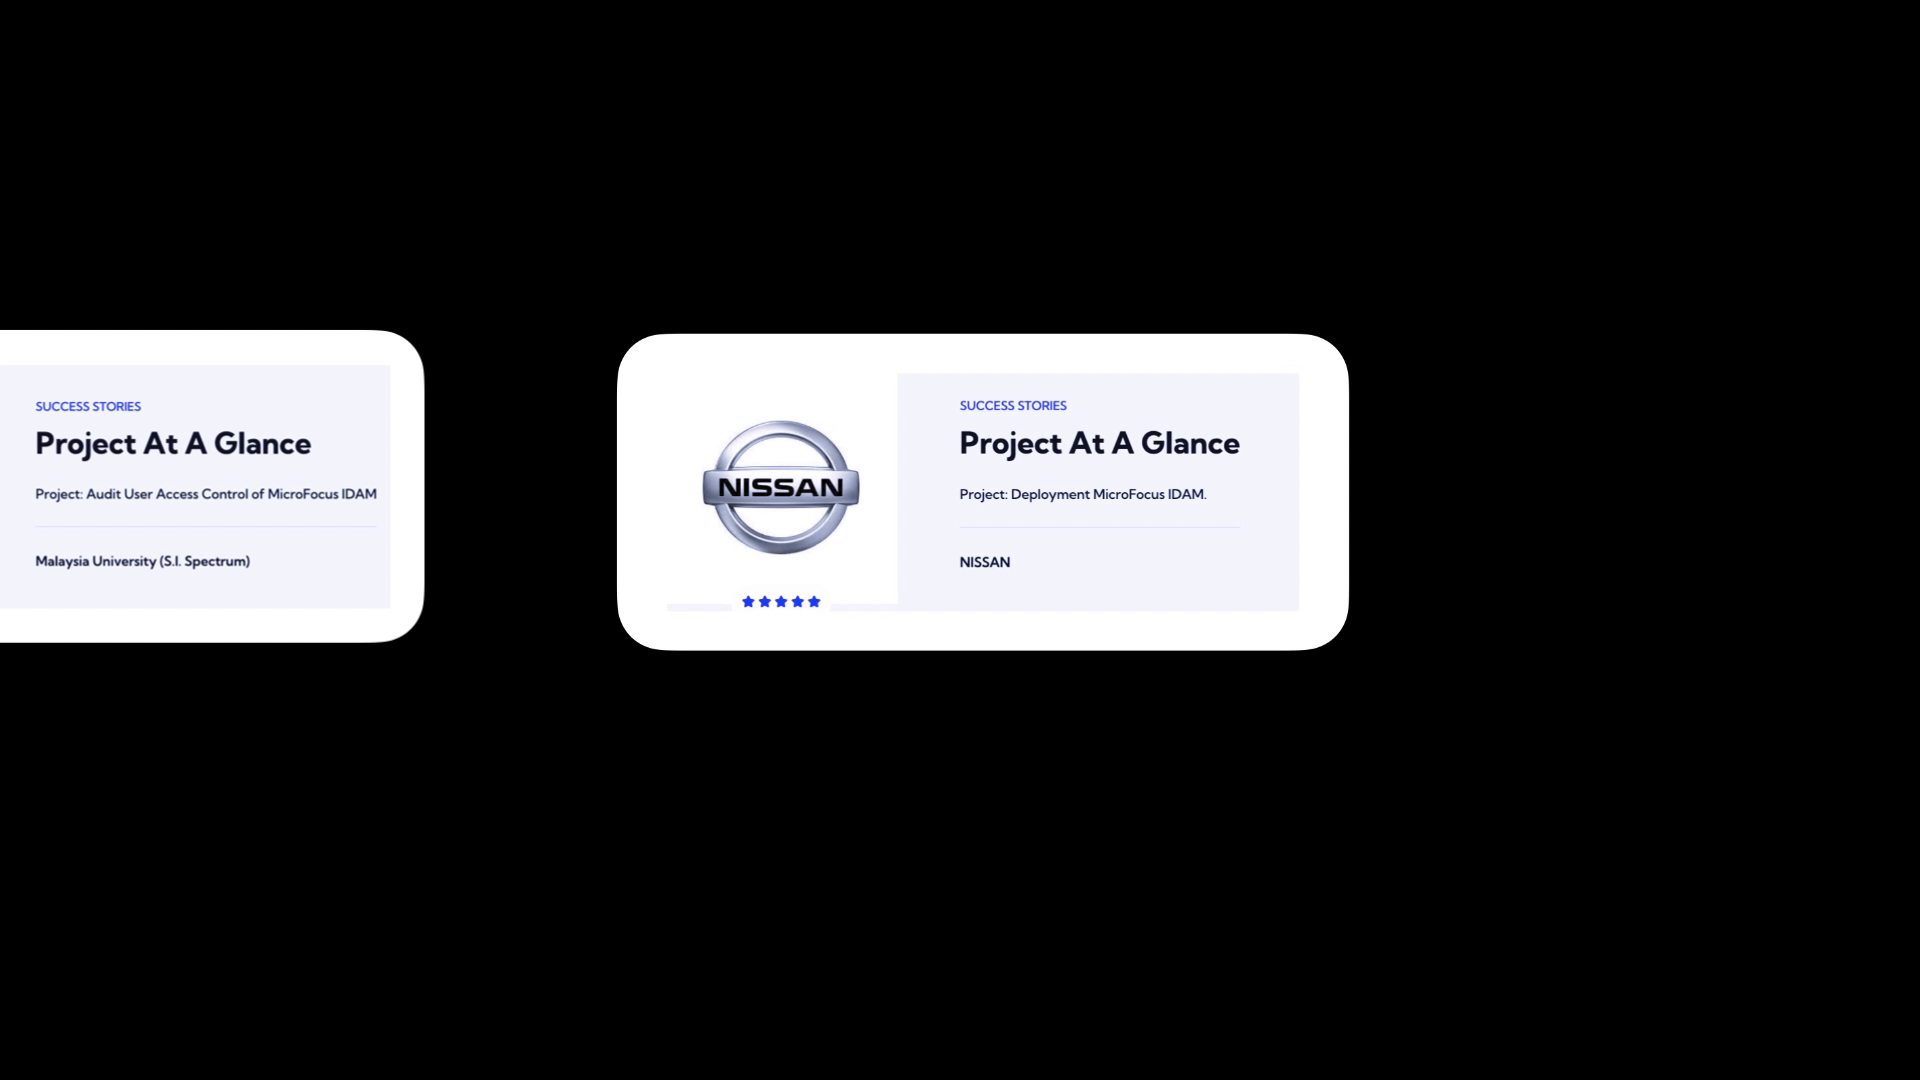 SUCCESS STORIES
Project At A Glance
Project: Audit User Access Control of MicroFocus IDAM
Malaysia University (S.I. Spectrum)
NISSAN
SUCCESS STORIES
Project At A Glance
Project: Deployment MicroFocus IDAM.
NISSAN